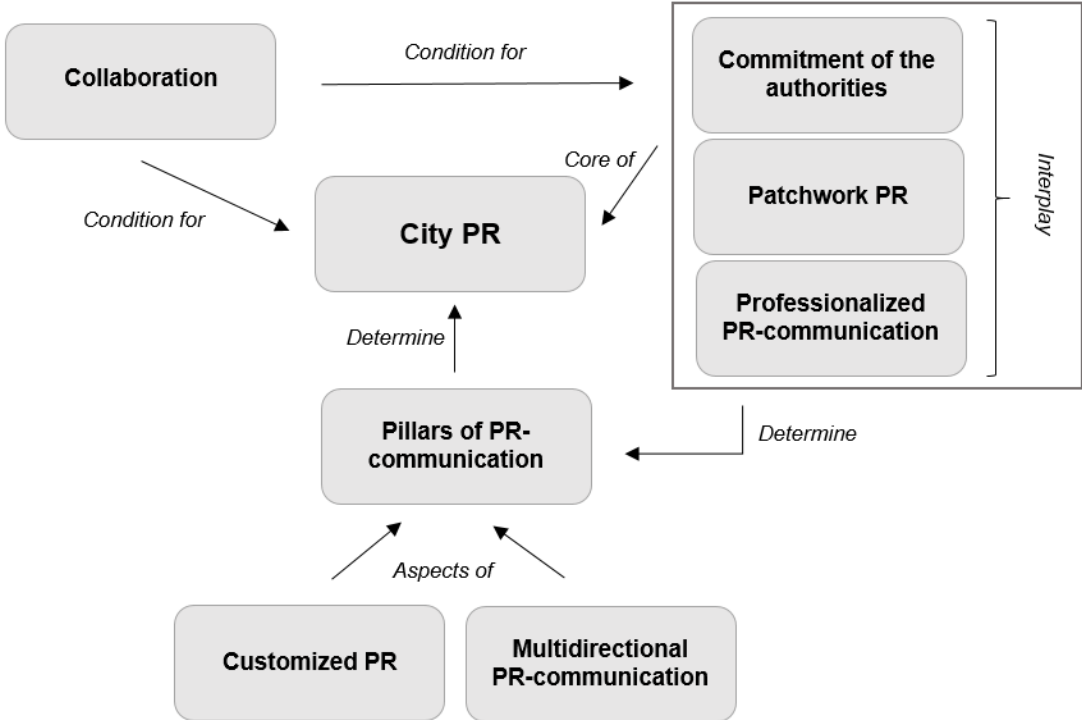 Collaboration
Condition for
Commitment of the
authorities
Core of
Condition for
City PR
Patchwork PR
Interplay
Professionalized
PR-communication
Determine
Pillars of PR-
communication
Determine
Aspects of
Customized PR
Multidirectional
PR-communication